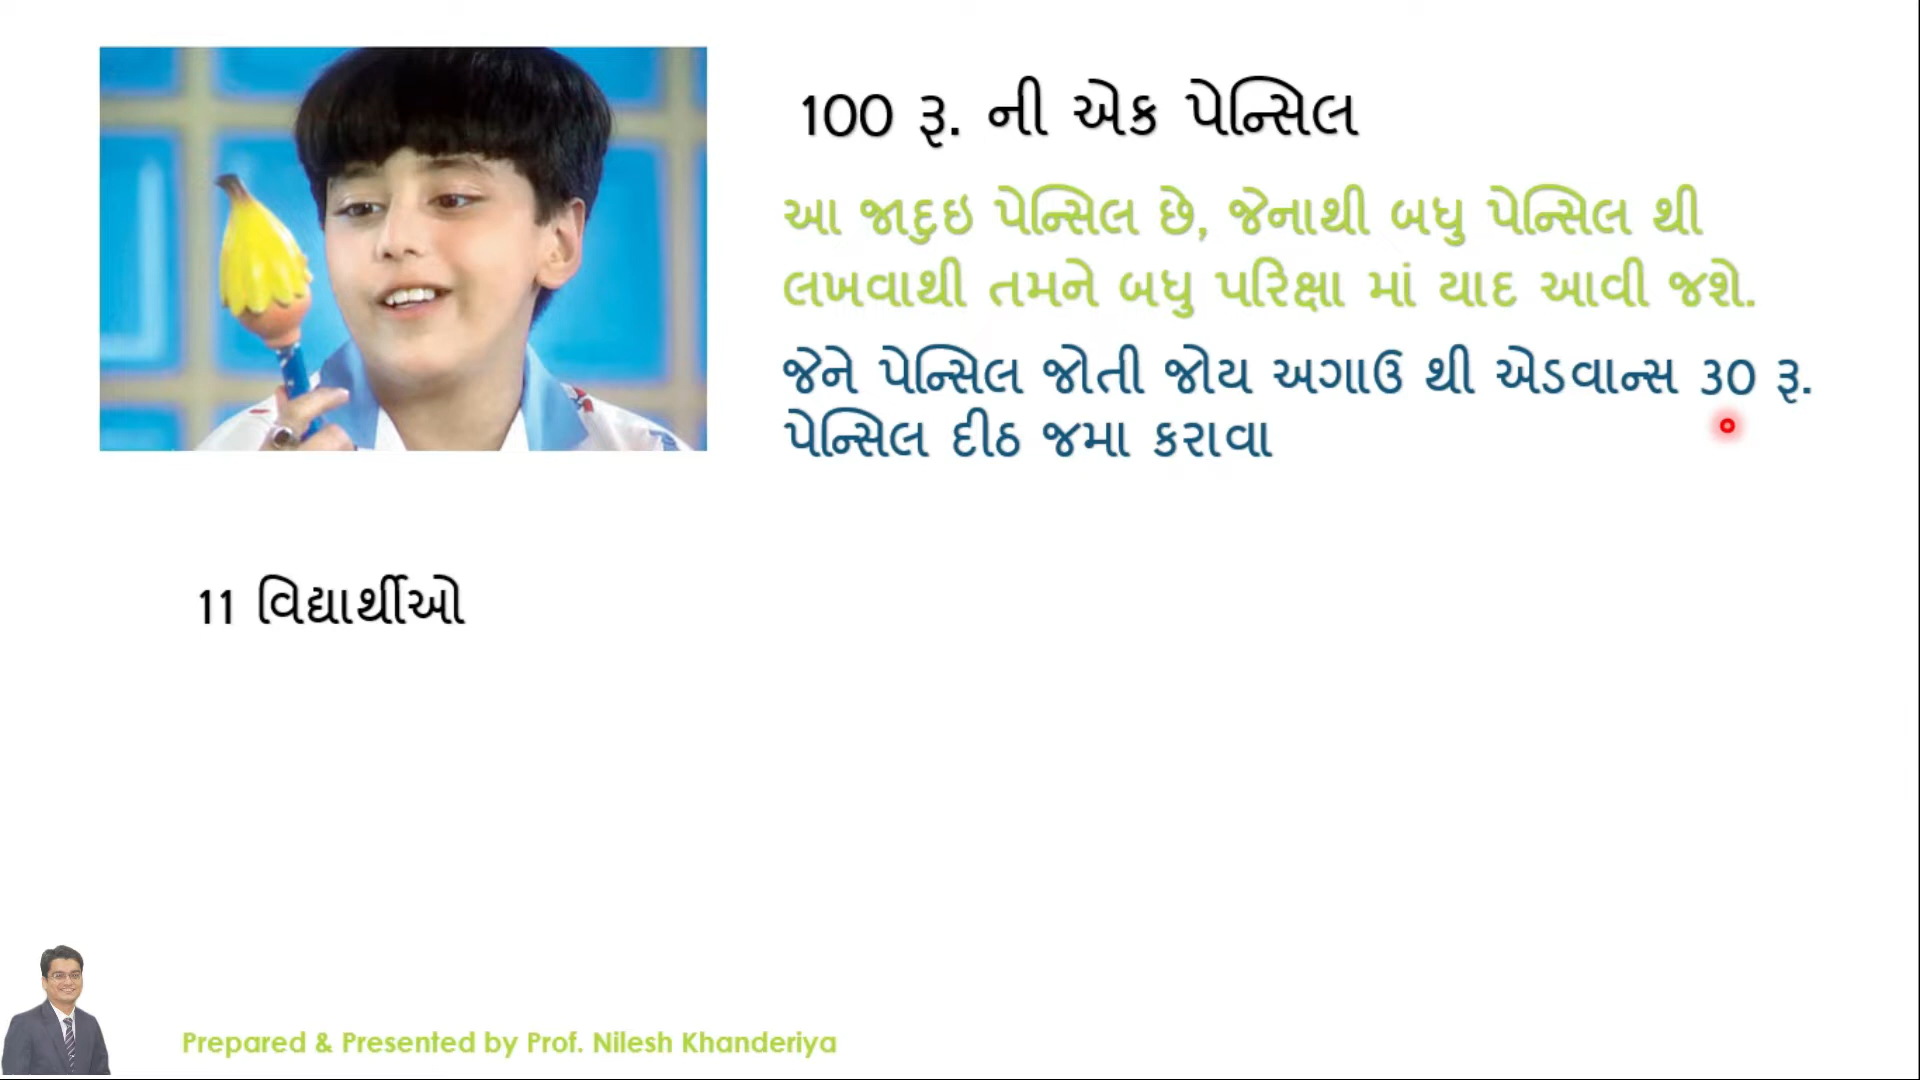 100 રૂ. ની એક પેન્સિલ
આ જાદુઇ પેન્સિલ છે, જેનાથી બધુ પેન્સિલ થી
લખવાથી તમને બધુ પરિક્ષા માં યાદ આવી જશે.
જેને પેન્સિલ જોતી જોય અગાઉ થી એડવાન્સ 30 રૂ.
પેન્સિલ દીઠ જમા કરાવા
11 વિદ્યાર્થીઓ
Prepared & Presented by Prof. Nilesh Khanderiya